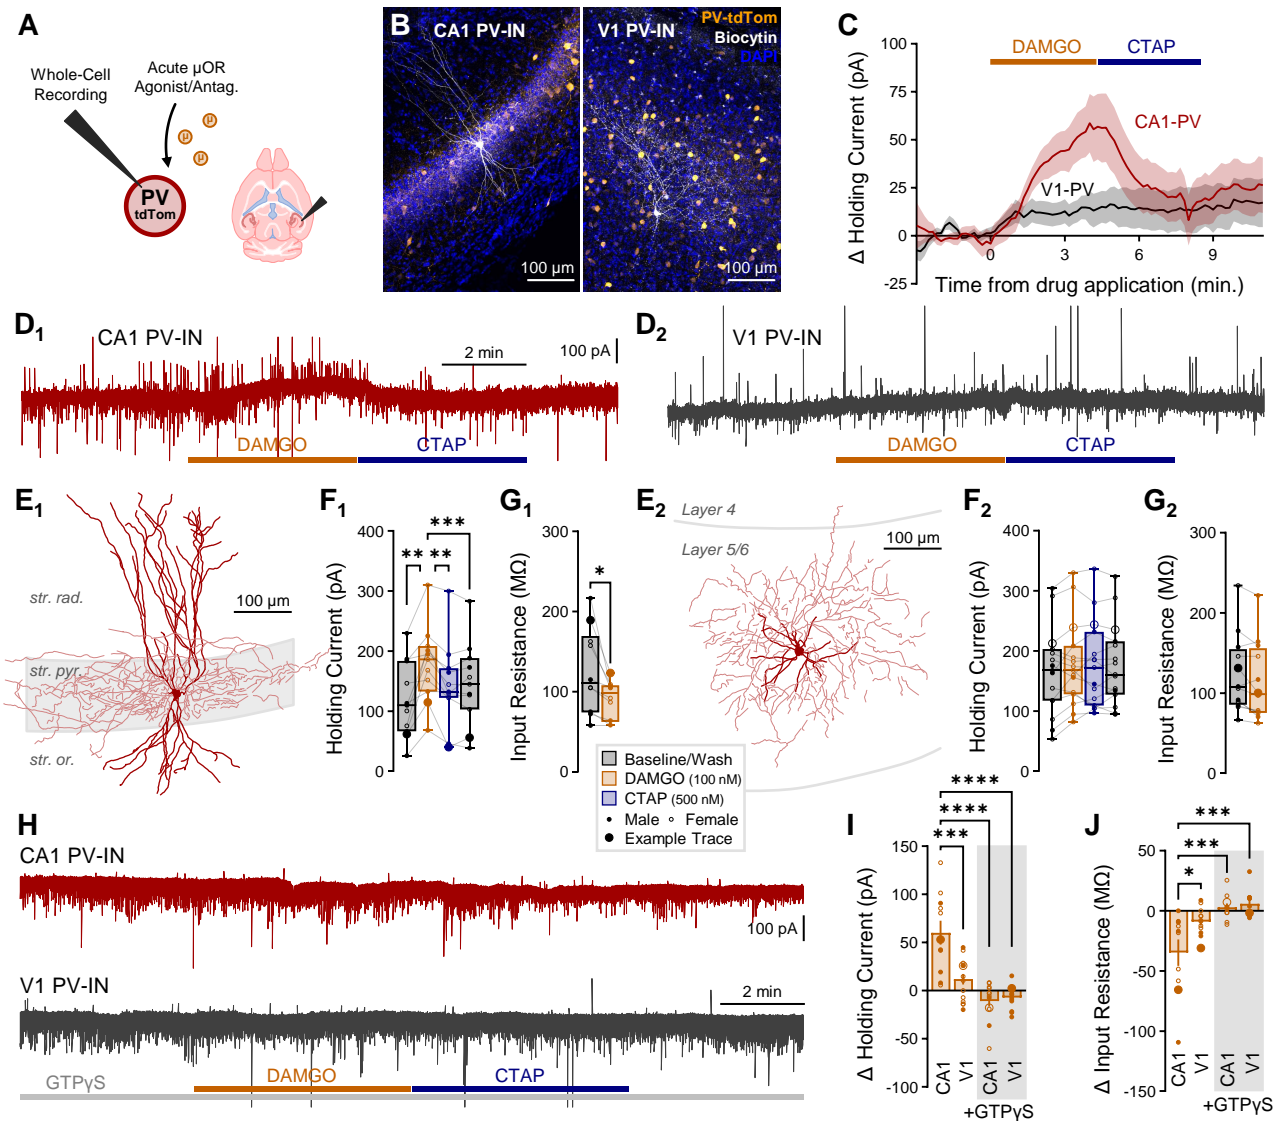 A
Whole-Cell
Recording
Acute µOR
Agonist/Antag.
µ
µ
µ
PV
tdTom
B
CA1 PV-IN
100 µm
V1 PV-IN
PV-tdTom
Biocytin
DAPI
100 µm
C
Δ Holding Current (pA)
100
75
50
25
0
-25
DAMGO
CTAP
CA1-PV
V1-PV
0
3
6
9
Time from drug application (min.)
D1
CA1 PV-IN
2 min
100 pA
DAMGO
CTAP
D2
V1 PV-IN
DAMGO
CTAP
E1
str. rad.
100 µm
str. pyr.
str. or.
F1
Holding Current (pA)
400
300
200
100
0
**
**
***
G1
Input Resistance (MΩ)
300
200
100
0
*
E2
Layer 4
Layer 5/6
100 µm
F2
Holding Current (pA)
400
300
200
100
0
G2
Input Resistance (MΩ)
300
200
100
0
Baseline/Wash
DAMGO (100 nM)
CTAP (500 nM)
Male
Female
Example Trace
H
CA1 PV-IN
100 pA
V1 PV-IN
2 min
GTPγS
DAMGO
CTAP
I
Δ Holding Current (pA)
150
100
50
0
-50
-100
****
****
***
CA1
V1
CA1
V1
+GTPγS
J
Δ Input Resistance (MΩ)
50
0
-50
-100
-150
***
***
*
CA1
V1
CA1
V1
+GTPγS